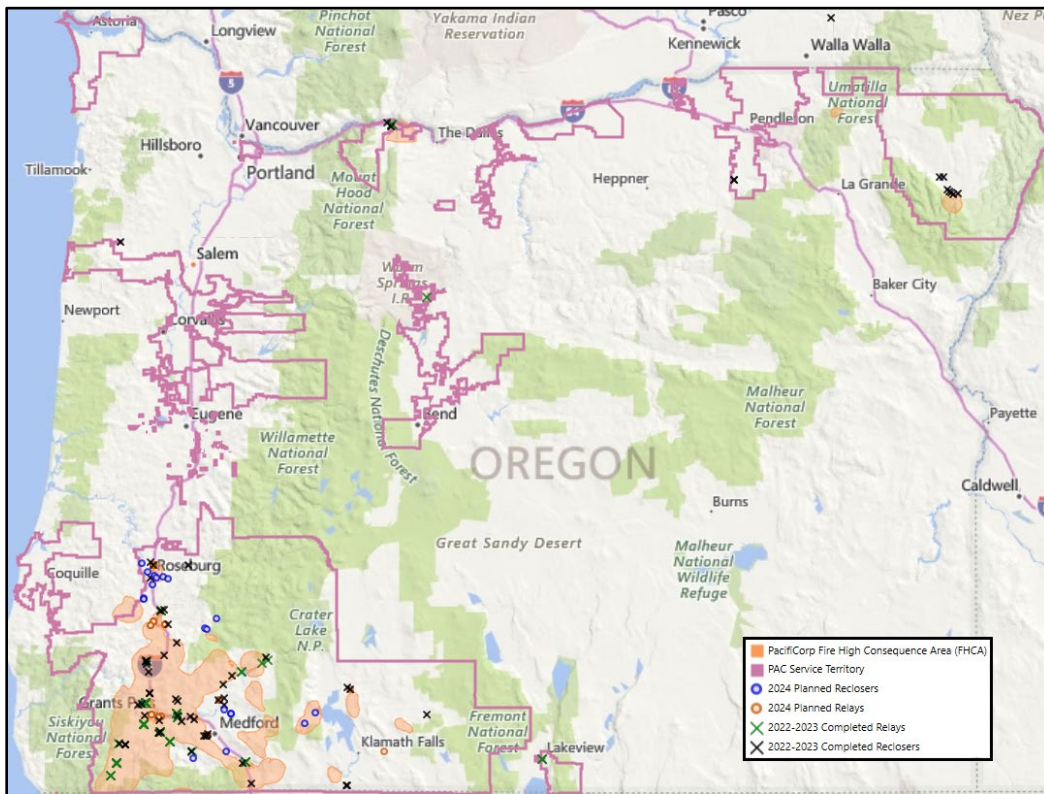 Astoria
Longview
Pinchot
National
Forest
Yakama Indian
Reservation
Pasco
Kennewick
Walla Walla
Nez P
5
Vancouver
Hillsboro
Tillamook
Portland
The Dalles
Mount
Hood
National
Forest
Heppner
Pendleton
Umatilla
National
Forest
La Grande
Salem
Warm
Springs
I.R.
Newport
Corvallis
Baker City
Deschutes National Forest
Eugene
Bend
Willamette
National
Forest
OREGON
Malheur
National
Forest
Payette
Caldwell
Burns
Great Sandy Desert
Malheur
National
Wildlife
Refuge
Coquille
Roseburg
Crater
Lake
N.P.
Grants Pass
Medford
Siskiyou
National
Forest
Klamath Falls
Fremont
National
Forest
Lakeview
PacifiCorp Fire High Consequence Area (FHCA)
PAC Service Territory
2024 Planned Reclosers
2024 Planned Relays
2022-2023 Completed Relays
2022-2023 Completed Reclosers